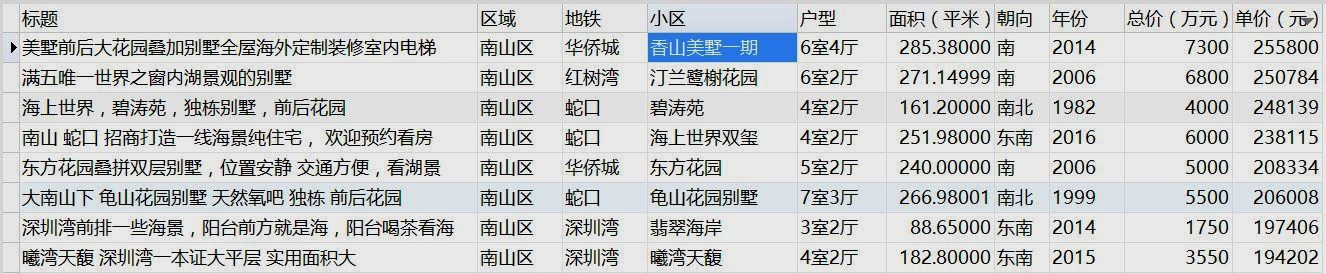 标题 区域 地铁 小区 户型 面积（平米） 朝向 年份 总价（万元） 单价（元）
美墅前后大花园叠加别墅全屋海外定制装修室内电梯 南山区 华侨城 香山美墅一期 6室4厅 285.38000 南 2014 7300 255800
满五唯一世界之窗内湖景观的别墅 南山区 红树湾 汀兰鹭榭花园 6室2厅 271.14999 南 2006 6800 250784
海上世界，碧涛苑，独栋别墅，前后花园 南山区 蛇口 碧涛苑 4室2厅 161.20000 南北 1982 4000 248139
南山 蛇口 招商打造一线海景纯住宅， 欢迎预约看房 南山区 蛇口 海上世界双玺 4室2厅 251.98000 东南 2016 6000 238115
东方花园叠拼双层别墅，位置安静 交通方便，看湖景 南山区 华侨城 东方花园 5室2厅 240.00000 南 2006 5000 208334
大南山下 龟山花园别墅 天然氧吧 独栋 前后花园 南山区 蛇口 龟山花园别墅 7室3厅 266.98001 南北 1999 5500 206008
深圳湾前排一些海景，阳台前方就是海，阳台喝茶看海 南山区 深圳湾 翡翠海岸 3室2厅 88.65000 东南 2014 1750 197406
曦湾天馥 深圳湾一本证大平层 实用面积大 南山区 深圳湾 曦湾天馥 4室2厅 182.80000 东南 2015 3550 194202